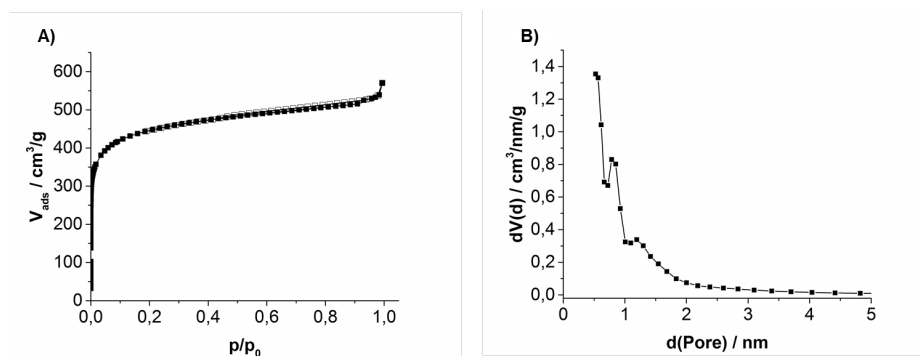 A)
600
500
400
300
200
100
0
V_ads / cm³/g
0,0 0,2 0,4 0,6 0,8 1,0
p/p₀
B)
1,4
1,2
1,0
0,8
0,6
0,4
0,2
0,0
dV(d) / cm³/nm/g
0 1 2 3 4 5
d(Pore) / nm